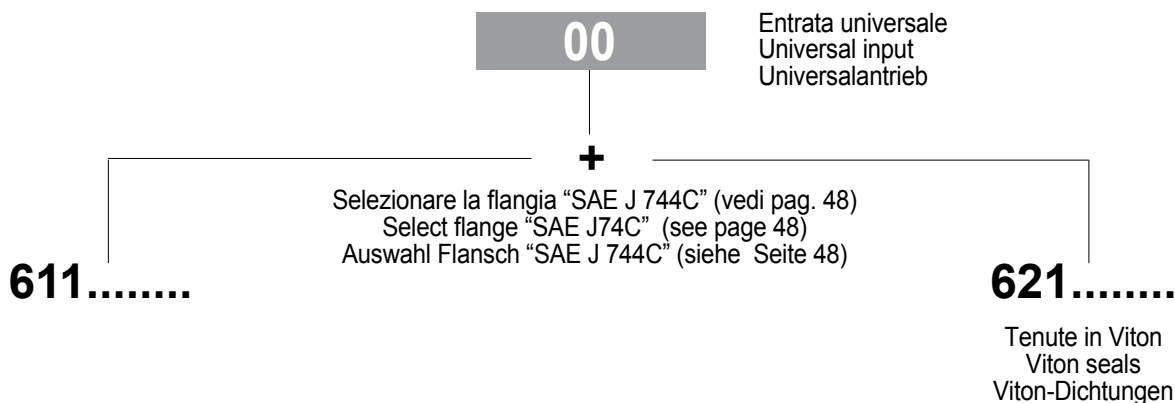 00
Entrata universale
Universal input
Universalantrieb
+
Selezionare la flangia “SAE J 744C” (vedi pag. 48)
Select flange “SAE J74C” (see page 48)
Auswahl Flansch “SAE J 744C” (siehe Seite 48)
611........
621........
Tenute in Viton
Viton seals
Viton-Dichtungen